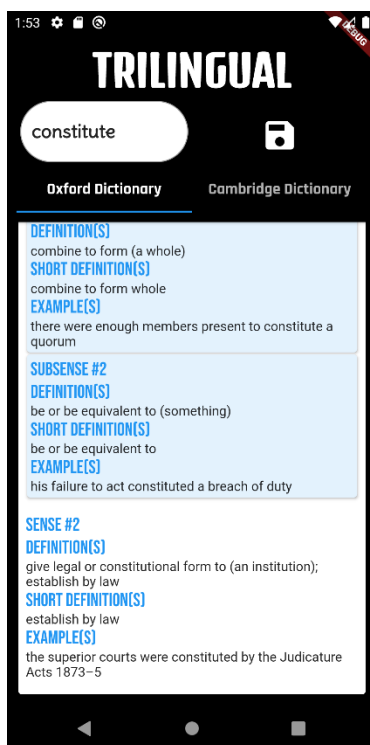 1:53
DEBUG
TRILINGUAL
constitute
Oxford Dictionary
Cambridge Dictionary
DEFINITION(S)
combine to form (a whole)
SHORT DEFINITION(S)
combine to form whole
EXAMPLE(S)
there were enough members present to constitute a
quorum
SUBSENSE #2
DEFINITION(S)
be or be equivalent to (something)
SHORT DEFINITION(S)
be or be equivalent to
EXAMPLE(S)
his failure to act constituted a breach of duty
SENSE #2
DEFINITION(S)
give legal or constitutional form to (an institution);
establish by law
SHORT DEFINITION(S)
establish by law
EXAMPLE(S)
the superior courts were constituted by the Judicature
Acts 1873–5